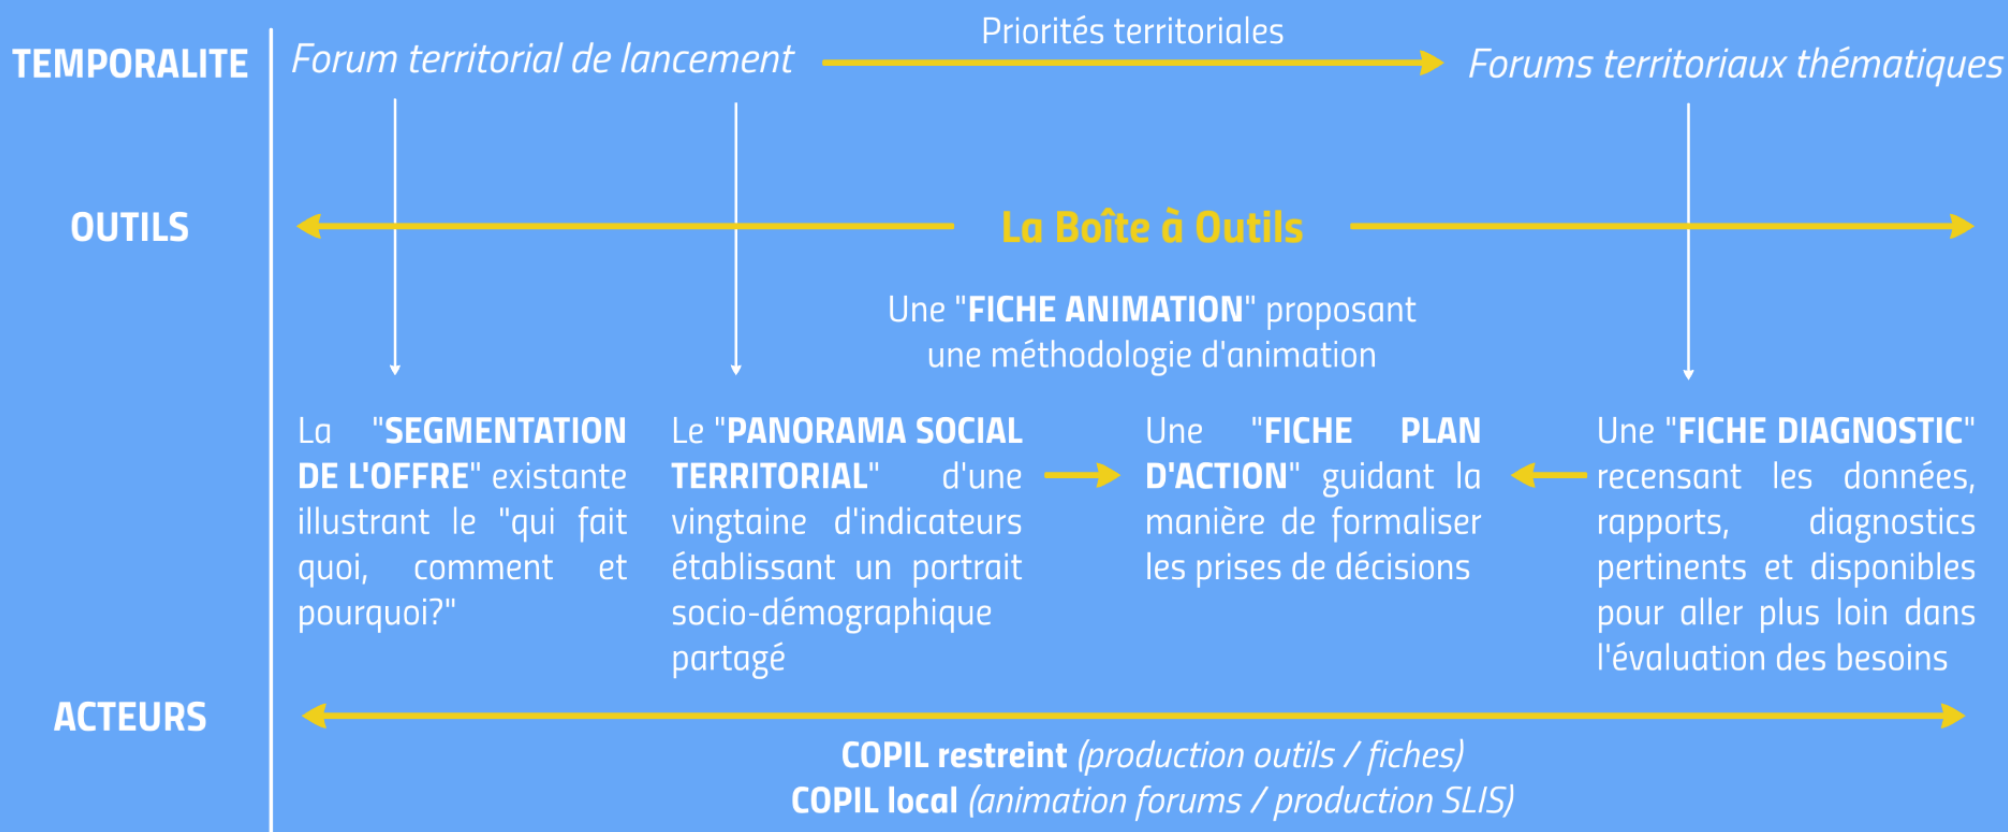 TEMPORALITE
Forum territorial de lancement
Priorités territoriales
Forums territoriaux thématiques
OUTILS
La Boîte à Outils
Une "FICHE ANIMATION" proposant
une méthodologie d'animation
La "SEGMENTATION
DE L'OFFRE" existante
illustrant le "qui fait
quoi, comment et
pourquoi?"
Le "PANORAMA SOCIAL
TERRITORIAL" d'une
vingtaine d'indicateurs
établissant un portrait
socio-démographique
partagé
Une "FICHE PLAN
D'ACTION" guidant la
manière de formaliser
les prises de décisions
Une "FICHE DIAGNOSTIC"
recensant les données,
rapports, diagnostics
pertinents et disponibles
pour aller plus loin dans
l'évaluation des besoins
ACTEURS
COPIL restreint (production outils / fiches)
COPIL local (animation forums / production SLIS)